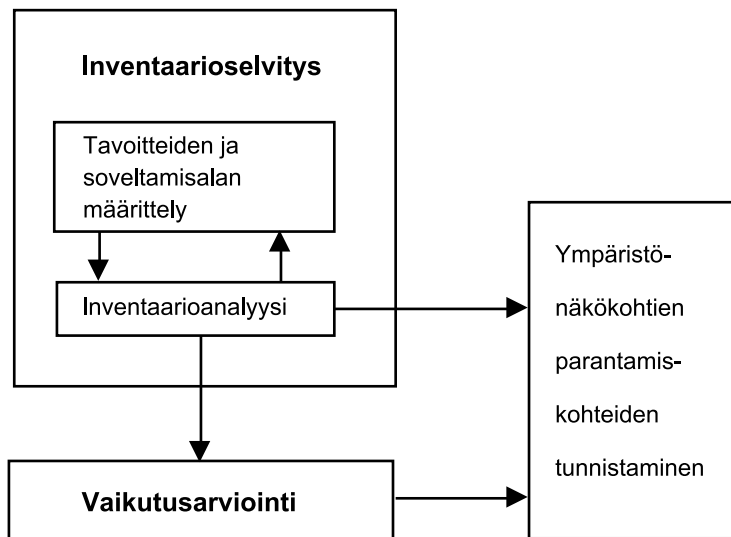 Inventaarioselvitys
Tavoitteiden ja
soveltamisalan
määrittely
Inventaarioanalyysi
Vaikutusarviointi
Ympäristö-
näkökohtien
parantamis-
kohteiden
tunnistaminen